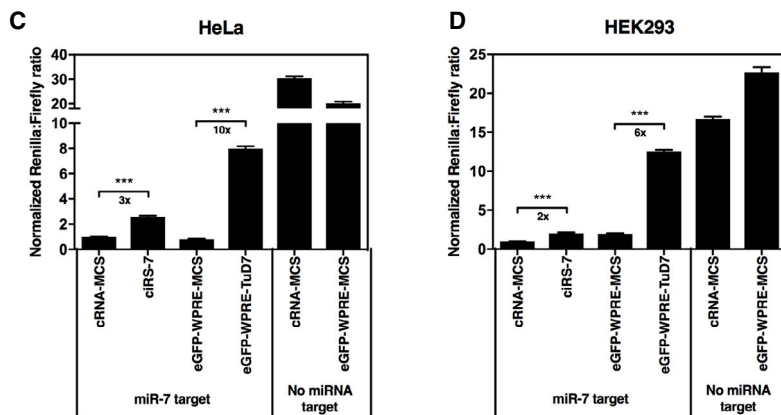 C
HeLa
Normalized Renilla:Firefly ratio
40
30
20
10
8
6
4
2
0
***
3x
***
10x
cRNA-MCS
ciRS-7
eGFP-WPRE-MCS
eGFP-WPRE-TuD7
cRNA-MCS
eGFP-WPRE-MCS
miR-7 target
No miRNA
target
D
HEK293
Normalized Renilla:Firefly ratio
25
20
15
10
5
0
***
2x
***
6x
cRNA-MCS
ciRS-7
eGFP-WPRE-MCS
eGFP-WPRE-TuD7
cRNA-MCS
eGFP-WPRE-MCS
miR-7 target
No miRNA
target